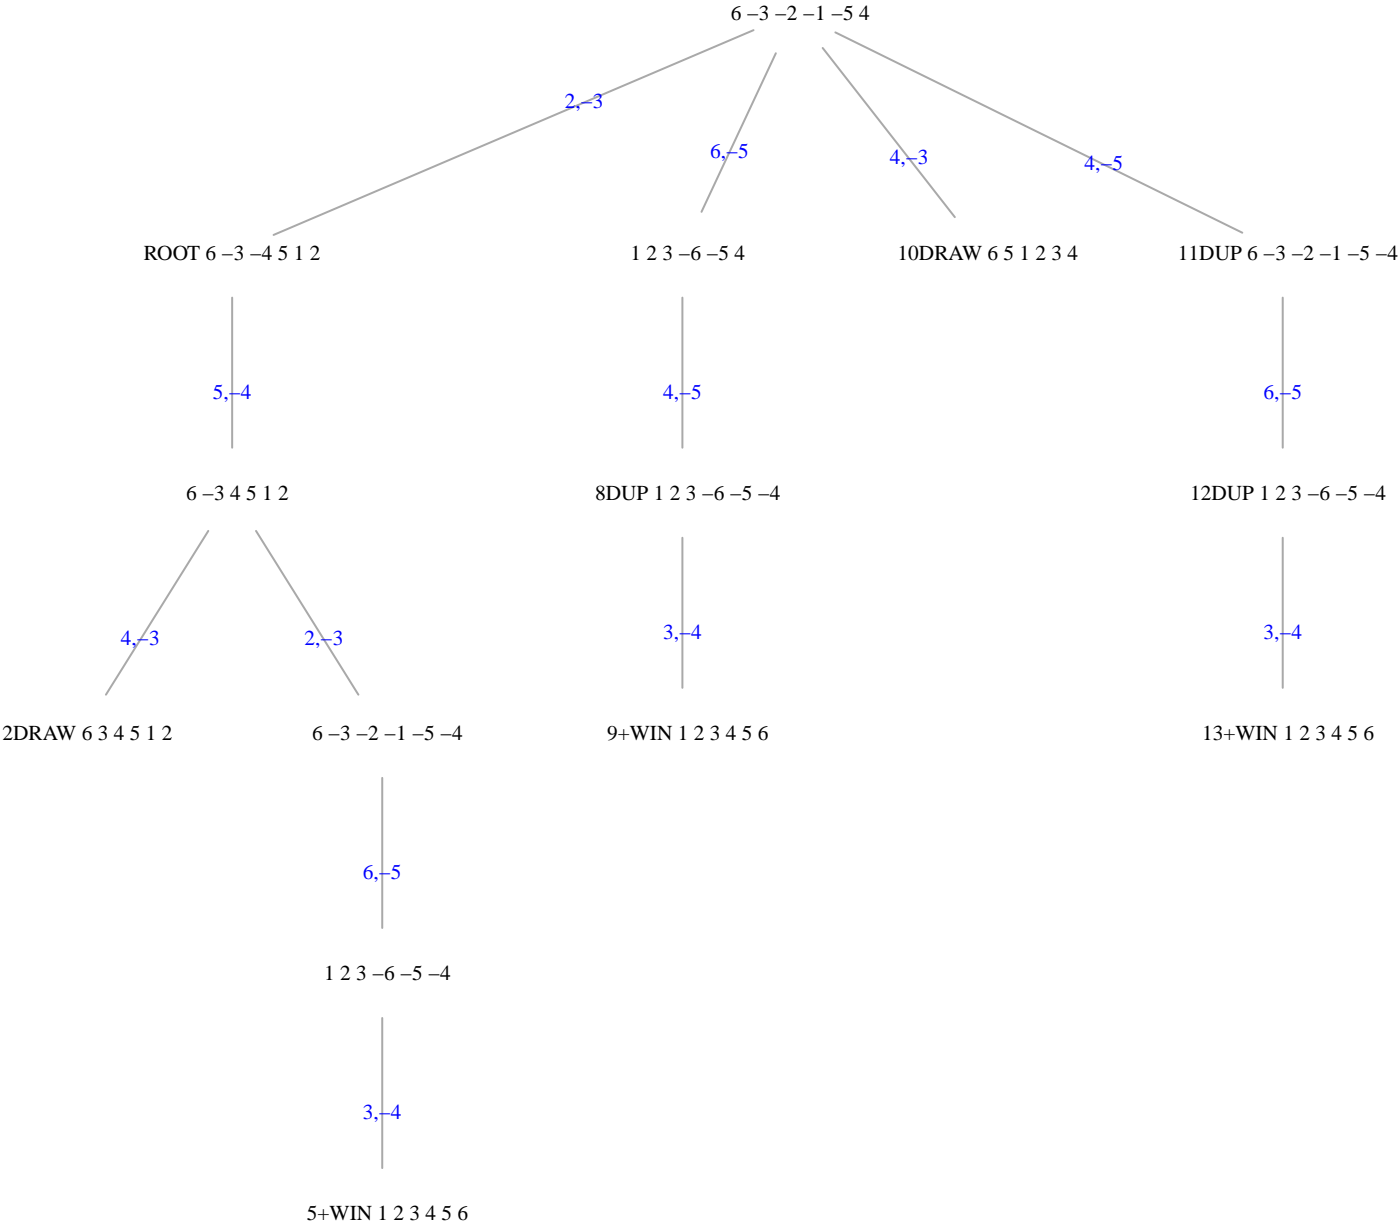 6 –3 –2 –1 –5 4
2,–3
6,–5
4,–3
4,–5
ROOT 6 –3 –4 5 1 2
1 2 3 –6 –5 4
10DRAW 6 5 1 2 3 4
11DUP 6 –3 –2 –1 –5 –4
5,–4
4,–5
6,–5
6 –3 4 5 1 2
8DUP 1 2 3 –6 –5 –4
12DUP 1 2 3 –6 –5 –4
4,–3
2,–3
3,–4
3,–4
2DRAW 6 3 4 5 1 2
6 –3 –2 –1 –5 –4
9+WIN 1 2 3 4 5 6
13+WIN 1 2 3 4 5 6
6,–5
1 2 3 –6 –5 –4
3,–4
5+WIN 1 2 3 4 5 6